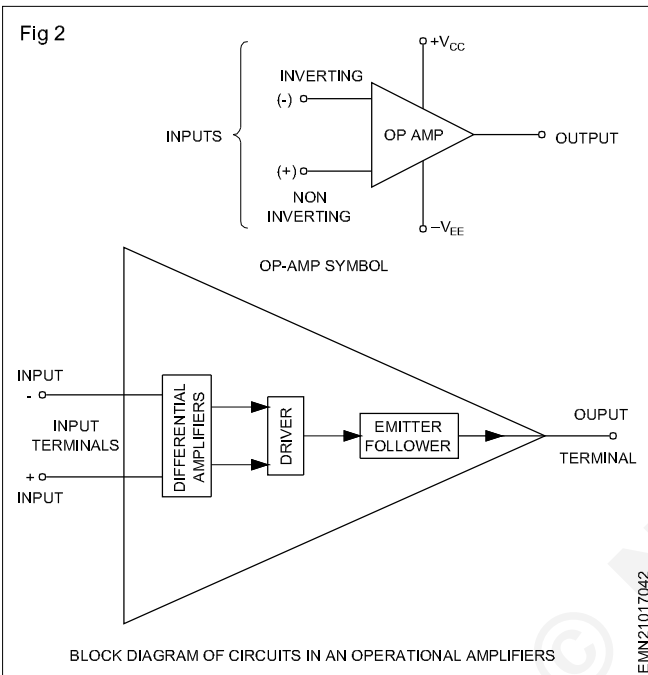 Fig 2
+VCC
INVERTING
(-)
INPUTS
OP AMP
OUTPUT
(+)
NON
INVERTING
–VEE
OP-AMP SYMBOL
INPUT
-
INPUT
TERMINALS
+
INPUT
DIFFERENTIAL
AMPLIFIERS
DRIVER
EMITTER
FOLLOWER
OUPUT
TERMINAL
BLOCK DIAGRAM OF CIRCUITS IN AN OPERATIONAL AMPLIFIERS
EMN21017042
©